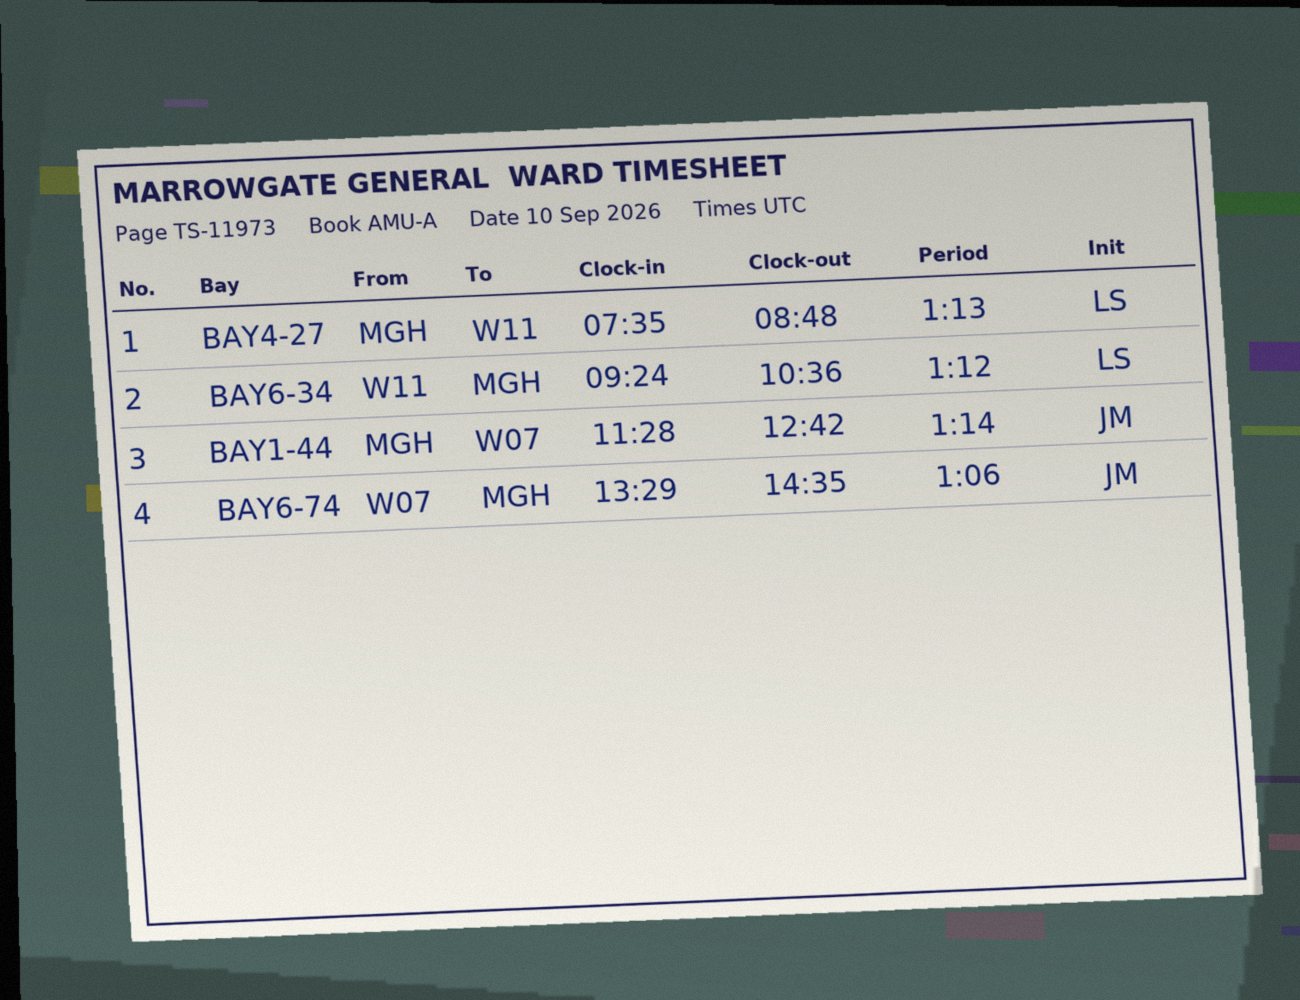 MARROWGATE GENERAL WARD TIMESHEET
Page TS-11973 Book AMU-A Date 10 Sep 2026 Times UTC
No. Bay From To Clock-in Clock-out Period Init
1 BAY4-27 MGH W11 07:35 08:48 1:13 LS
2 BAY6-34 W11 MGH 09:24 10:36 1:12 LS
3 BAY1-44 MGH W07 11:28 12:42 1:14 JM
4 BAY6-74 W07 MGH 13:29 14:35 1:06 JM